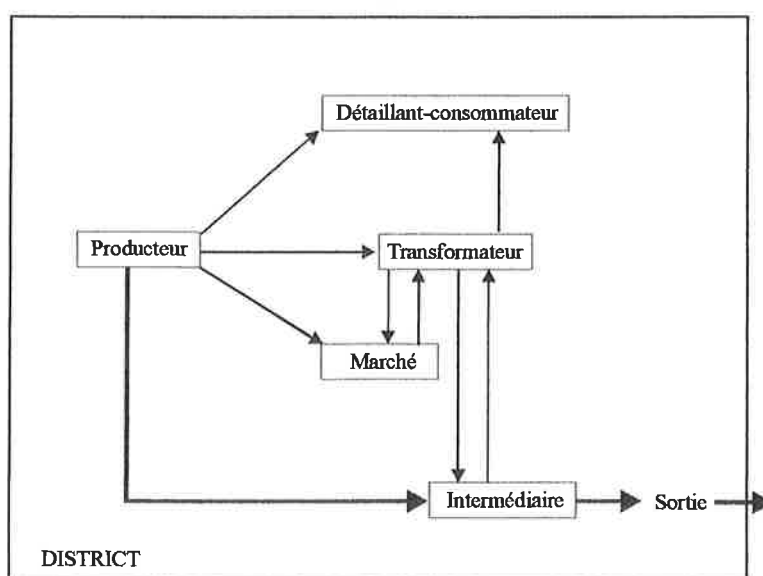 Détaillant-consommateur
Producteur
Transformateur
Marché
Intermédiaire
Sortie
DISTRICT